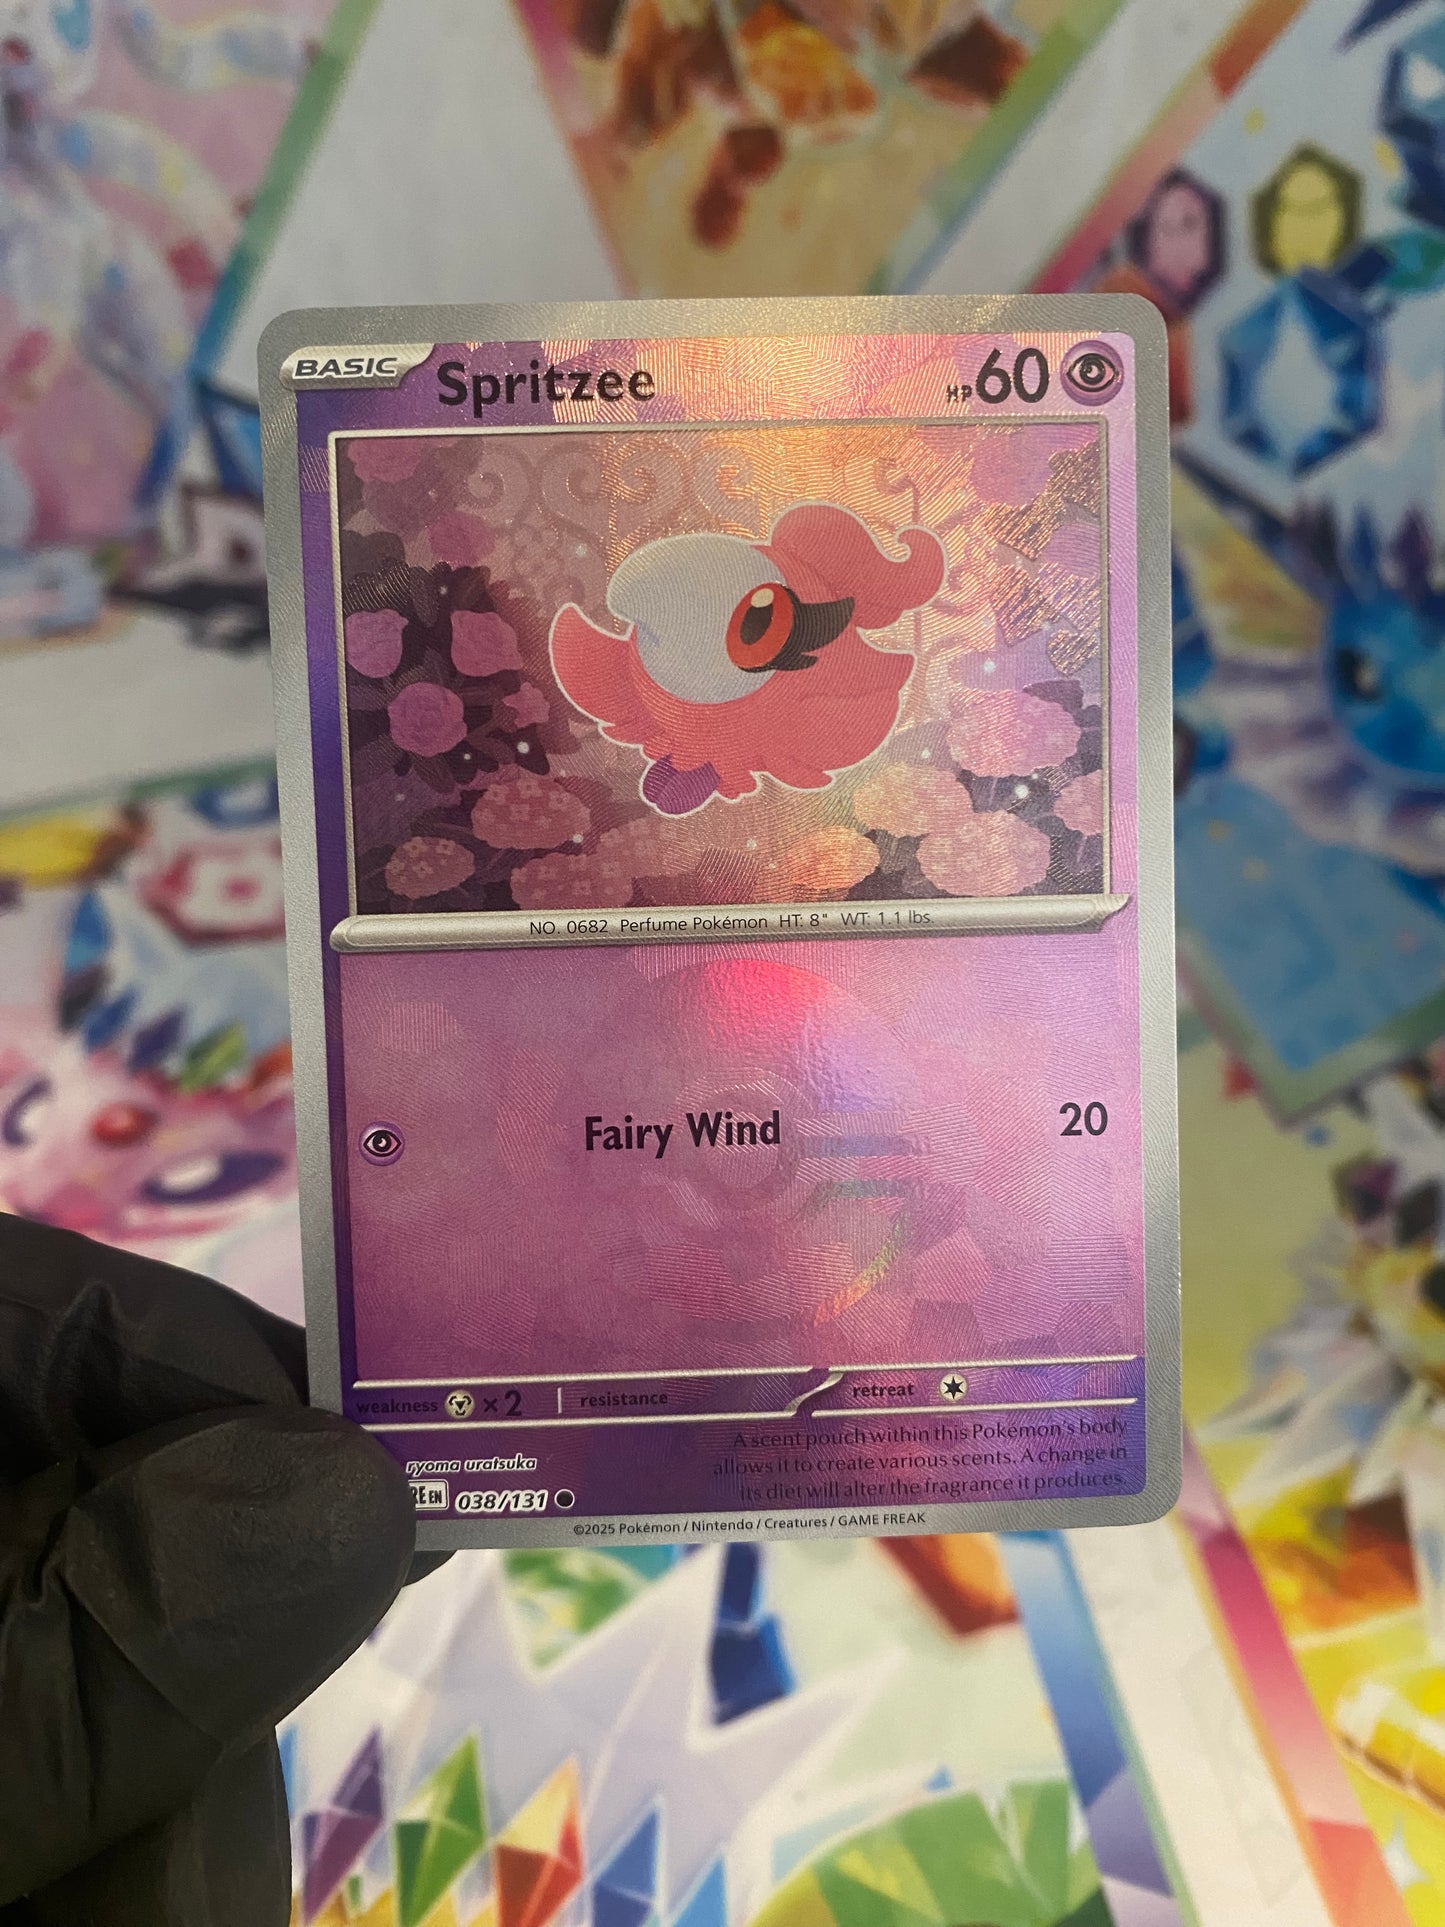 BASIC Spritzee HP 60
NO. 0682 Perfume Pokémon HT: 8" WT: 1.1 lbs.
Fairy Wind 20
weakness ×2 resistance retreat
A scent pouch within this Pokémon's body
allows it to create various scents. A change in
its diet will alter the fragrance it produces.
ryoma uratsuka
RE EN 038/131
©2025 Pokémon / Nintendo / Creatures / GAME FREAK